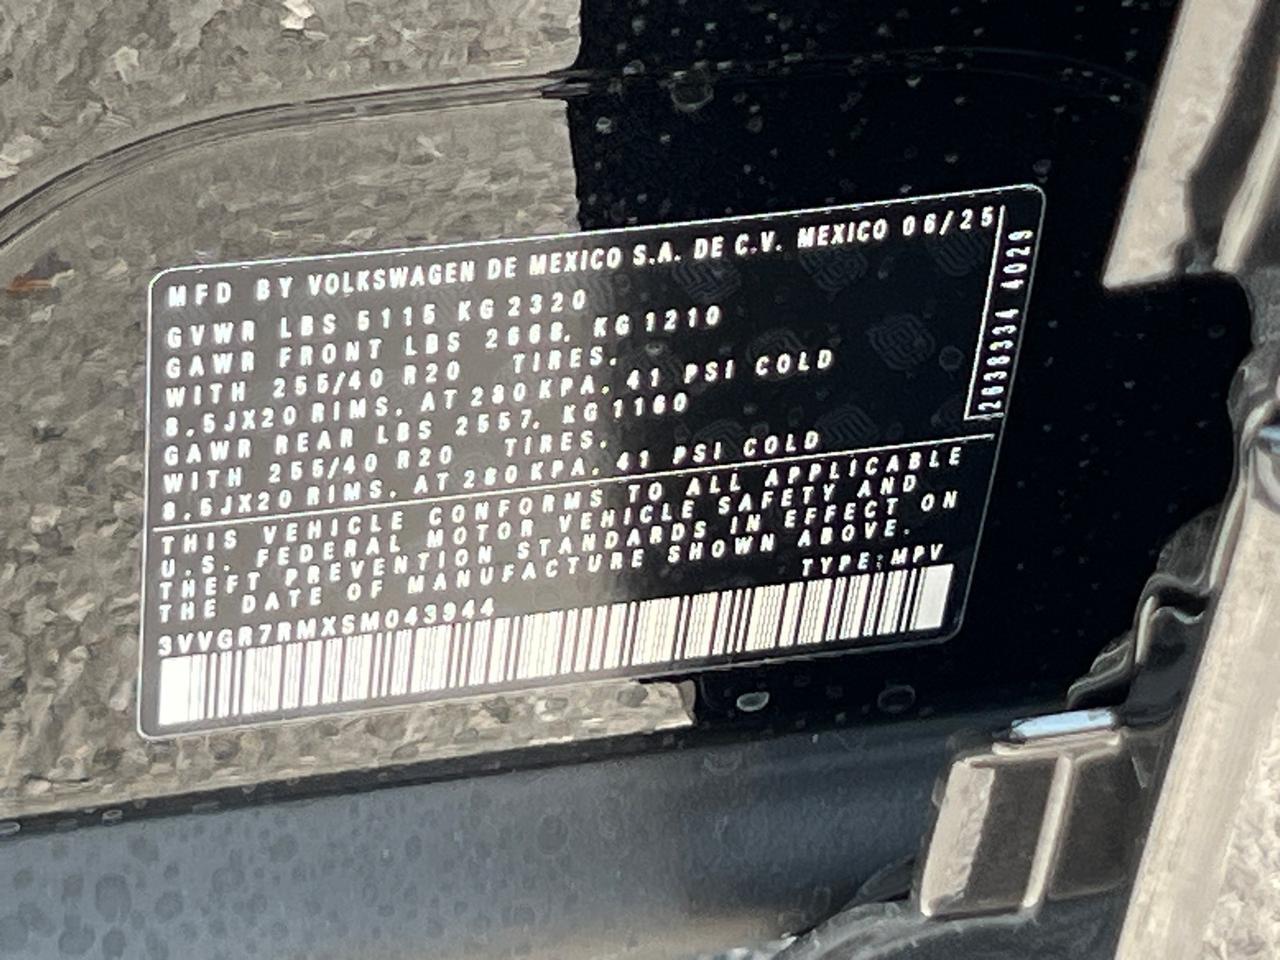 MFD BY VOLKSWAGEN DE MEXICO S.A. DE C.V. MEXICO 06/25
GVWR LBS 5115 KG 2320
GAWR FRONT LBS 2668. KG 1210
WITH 255/40 R20 TIRES.
8.5JX20 RIMS. AT 280 KPA. 41 PSI COLD
GAWR REAR LBS 2557. KG 1160
WITH 255/40 R20 TIRES.
8.5JX20 RIMS. AT 280 KPA. 41 PSI COLD
THIS VEHICLE CONFORMS TO ALL APPLICABLE
U.S. FEDERAL MOTOR VEHICLE SAFETY AND
THEFT PREVENTION STANDARDS IN EFFECT ON
THE DATE OF MANUFACTURE SHOWN ABOVE.
TYPE:MPV
3VVGR7RMXSM043944
2638334 4029